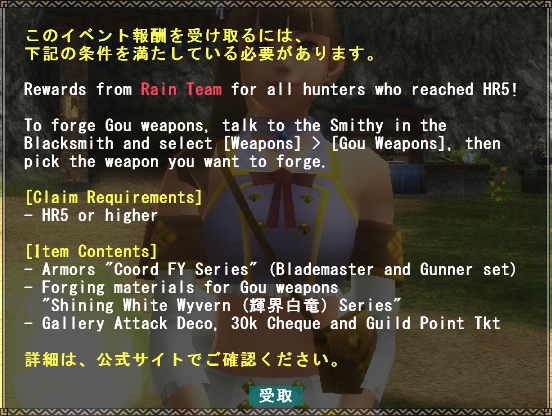 このイベント報酬を受け取るには、
下記の条件を満たしている必要があります。
Rewards from Rain Team for all hunters who reached HR5!
To forge Gou weapons, talk to the Smithy in the
Blacksmith and select [Weapons] > [Gou Weapons], then
pick the weapon you want to forge.
[Claim Requirements]
- HR5 or higher
[Item Contents]
- Armors "Coord FY Series" (Blademaster and Gunner set)
- Forging materials for Gou weapons
"Shining White Wyvern (輝界白竜) Series"
- Gallery Attack Deco, 30k Cheque and Guild Point Tkt
詳細は、公式サイトでご確認ください。
受取